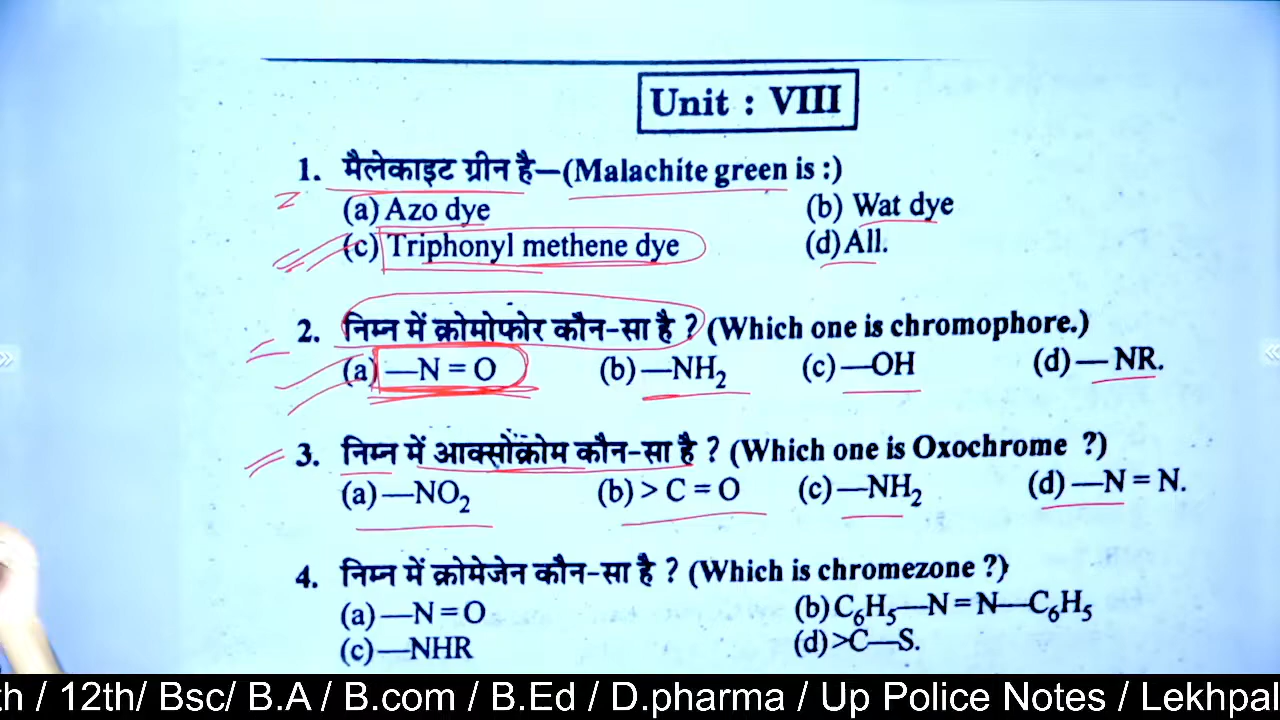 Unit : VIII
1. मैलेकाइट ग्रीन है—(Malachite green is :)
(a) Azo dye (b) Wat dye
(c) Triphonyl methene dye (d) All.
2. निम्न में क्रोमोफोर कौन-सा है ? (Which one is chromophore.)
(a) —N = O (b) —NH₂ (c) —OH (d) — NR.
3. निम्न में आक्सोक्रोम कौन-सा है ? (Which one is Oxochrome ?)
(a) —NO₂ (b) > C = O (c) —NH₂ (d) —N = N.
4. निम्न में क्रोमेजेन कौन-सा है ? (Which is chromezone ?)
(a) —N = O (b) C₆H₅—N = N—C₆H₅
(c) —NHR (d) >C—S.
th / 12th/ Bsc/ B.A / B.com / B.Ed / D.pharma / Up Police Notes / Lekhpal